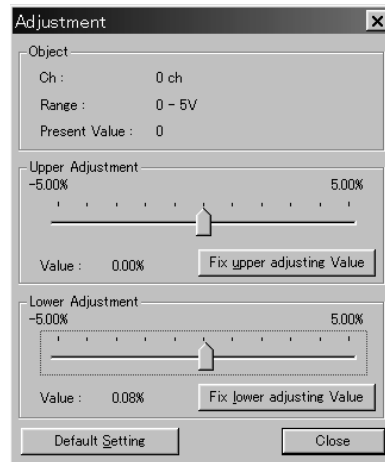 Adjustment
Object
Ch : 0 ch
Range : 0 - 5V
Present Value : 0
Upper Adjustment
-5.00% 5.00%
Value : 0.00% Fix upper adjusting Value
Lower Adjustment
-5.00% 5.00%
Value : 0.08% Fix lower adjusting Value
Default Setting Close